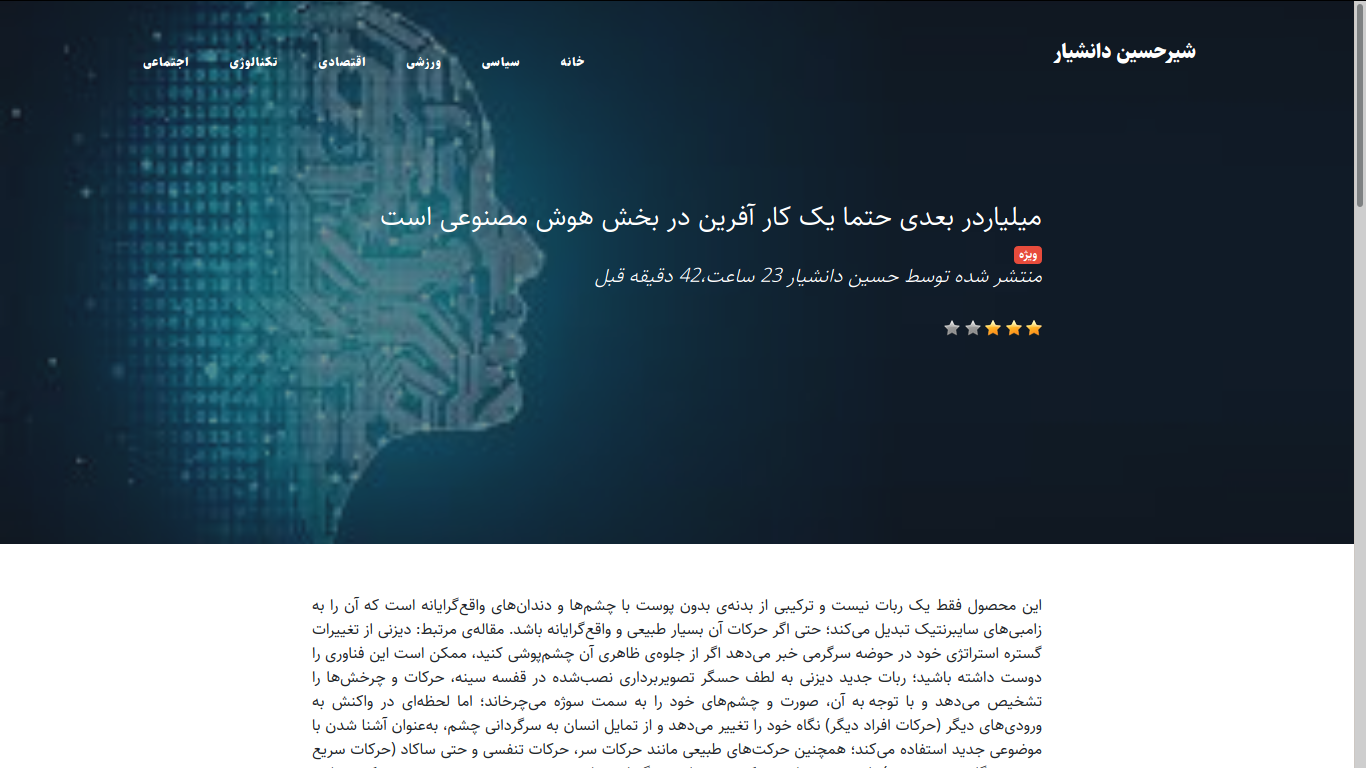 شیرحسین دانشیار
خانه
سیاسی
ورزشی
اقتصادی
تکنالوژی
اجتماعی
میلیاردر بعدی حتما یک کار آفرین در بخش هوش مصنوعی است
ویژه
منتشر شده توسط حسین دانشیار 23 ساعت،42 دقیقه قبل
این محصول فقط یک ربات نیست و ترکیبی از بدنه‌ی بدون پوست با چشم‌ها و دندان‌های واقع‌گرایانه است که آن را به
زامبی‌های سایبرنتیک تبدیل می‌کند؛ حتی اگر حرکات آن بسیار طبیعی و واقع‌گرایانه باشد. مقاله‌ی مرتبط: دیزنی از تغییرات
گستره استراتژی خود در حوضه سرگرمی خبر می‌دهد اگر از جلوه‌ی ظاهری آن چشم‌پوشی کنید، ممکن است این فناوری را
دوست داشته باشید؛ ربات جدید دیزنی به لطف حسگر تصویربرداری نصب‌شده در قفسه سینه، حرکات و چرخش‌ها را
تشخیص می‌دهد و با توجه به آن، صورت و چشم‌های خود را به سمت سوژه می‌چرخاند؛ اما لحظه‌ای در واکنش به
ورودی‌های دیگر (حرکات افراد دیگر) نگاه خود را تغییر می‌دهد و از تمایل انسان به سرگردانی چشم، به‌عنوان آشنا شدن با
موضوعی جدید استفاده می‌کند؛ همچنین حرکت‌های طبیعی مانند حرکات سر، حرکات تنفسی و حتی ساکاد (حرکات سریع